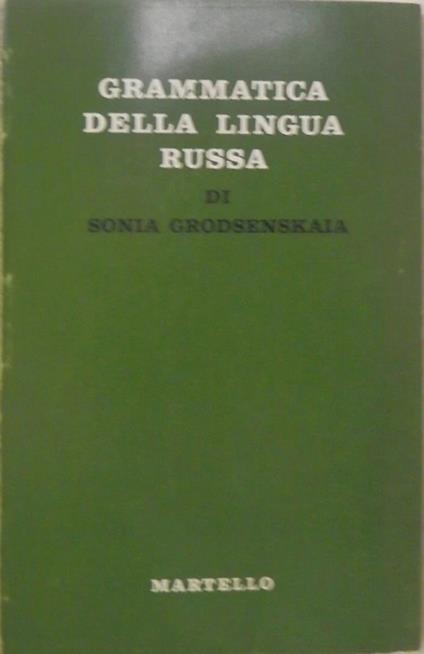 GRAMMATICA
DELLA LINGUA
RUSSA
DI
SONIA GRODSENSKAIA
MARTELLO